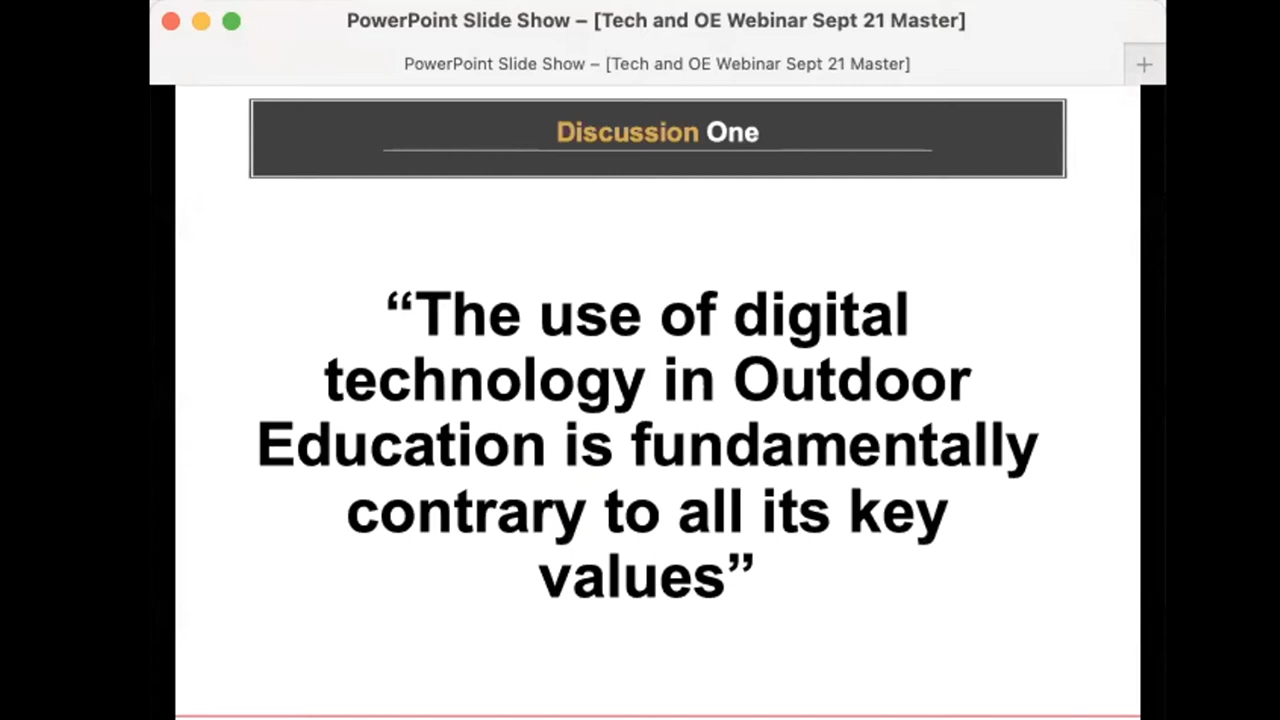 PowerPoint Slide Show – [Tech and OE Webinar Sept 21 Master]
PowerPoint Slide Show – [Tech and OE Webinar Sept 21 Master]
Discussion One
“The use of digital
technology in Outdoor
Education is fundamentally
contrary to all its key
values”